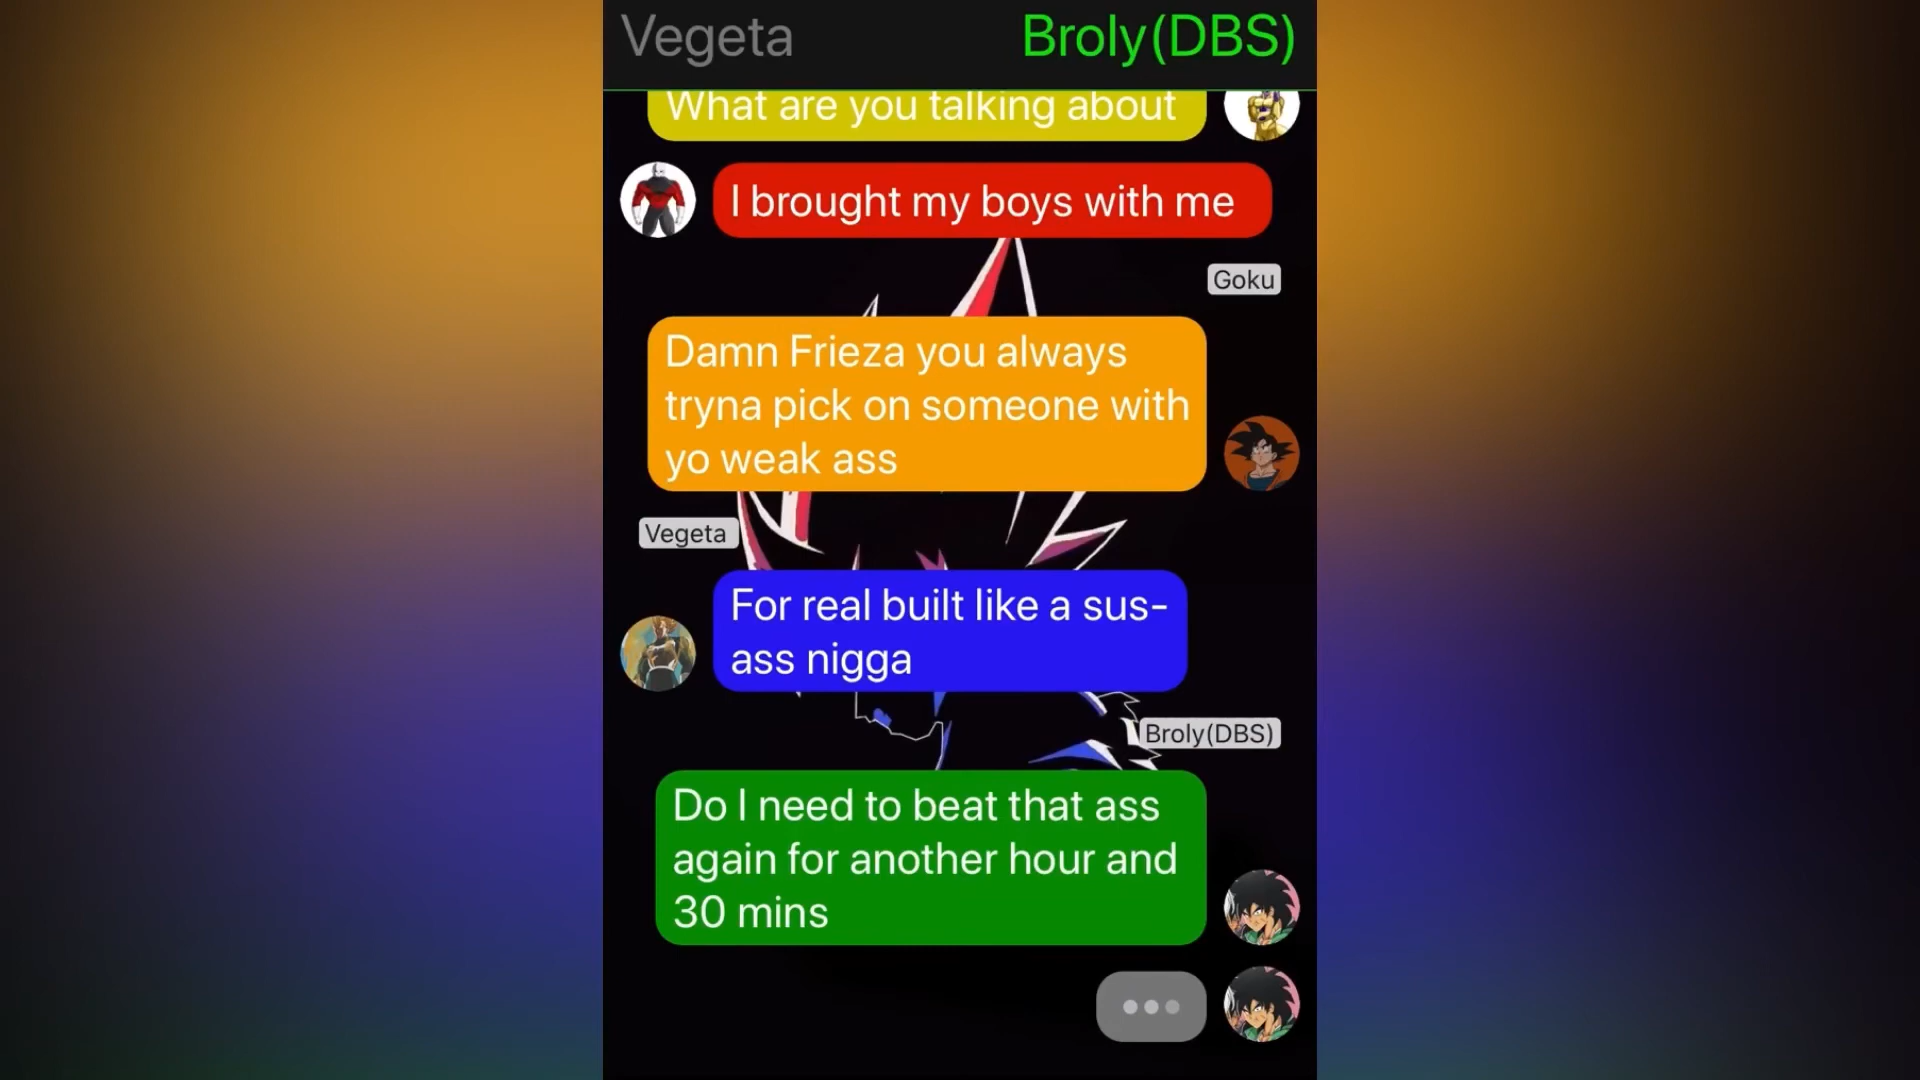 Vegeta Broly(DBS)
What are you talking about
I brought my boys with me
Goku
Damn Frieza you always
tryna pick on someone with
yo weak ass
Vegeta
For real built like a sus-
ass nigga
Broly(DBS)
Do I need to beat that ass
again for another hour and
30 mins